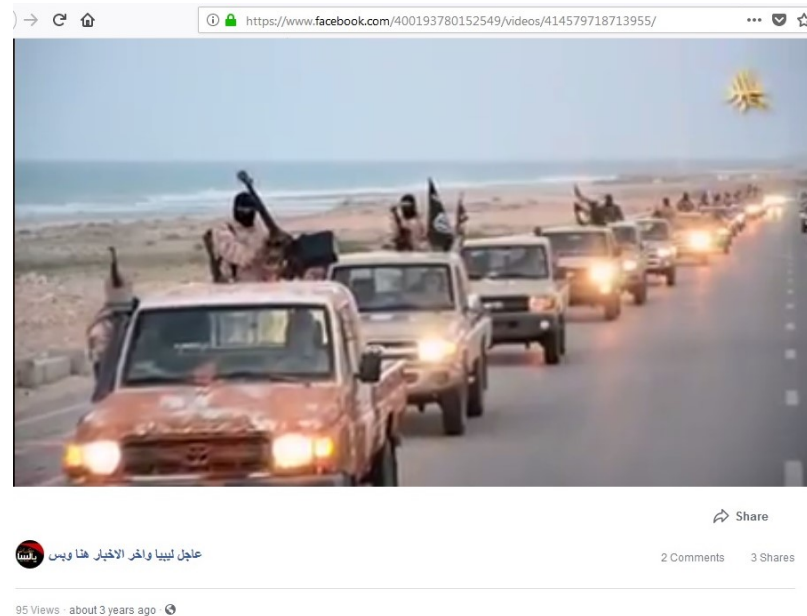 https://www.facebook.com/400193780152549/videos/414579718713955/
Share
عاجل ليبيا واخر الاخبار هنا وبس
2 Comments 3 Shares
95 Views · about 3 years ago ·